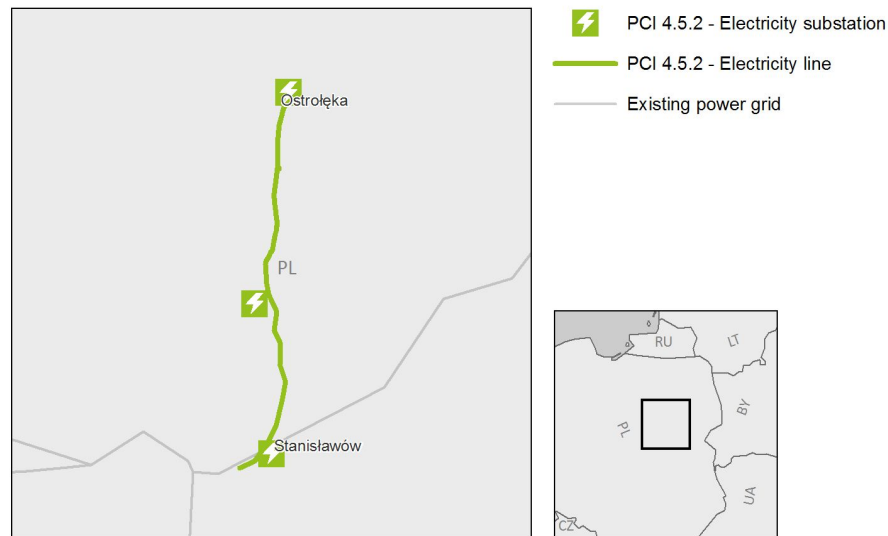 PCI 4.5.2 - Electricity substation
PCI 4.5.2 - Electricity line
Existing power grid
Ostrołęka
PL
Stanisławów
RU
LT
BY
PL
UA
CZ